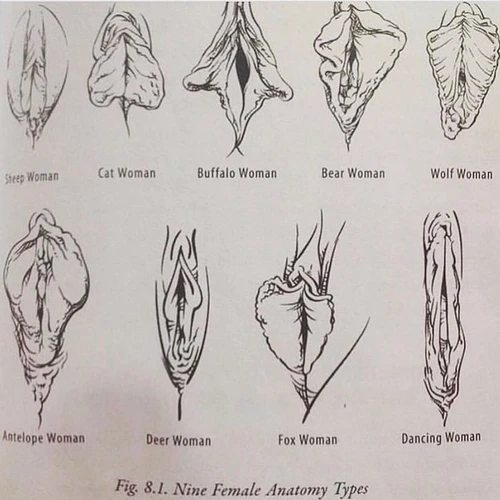 Sheep Woman
Cat Woman
Buffalo Woman
Bear Woman
Wolf Woman
Antelope Woman
Deer Woman
Fox Woman
Dancing Woman
Fig. 8.1. Nine Female Anatomy Types